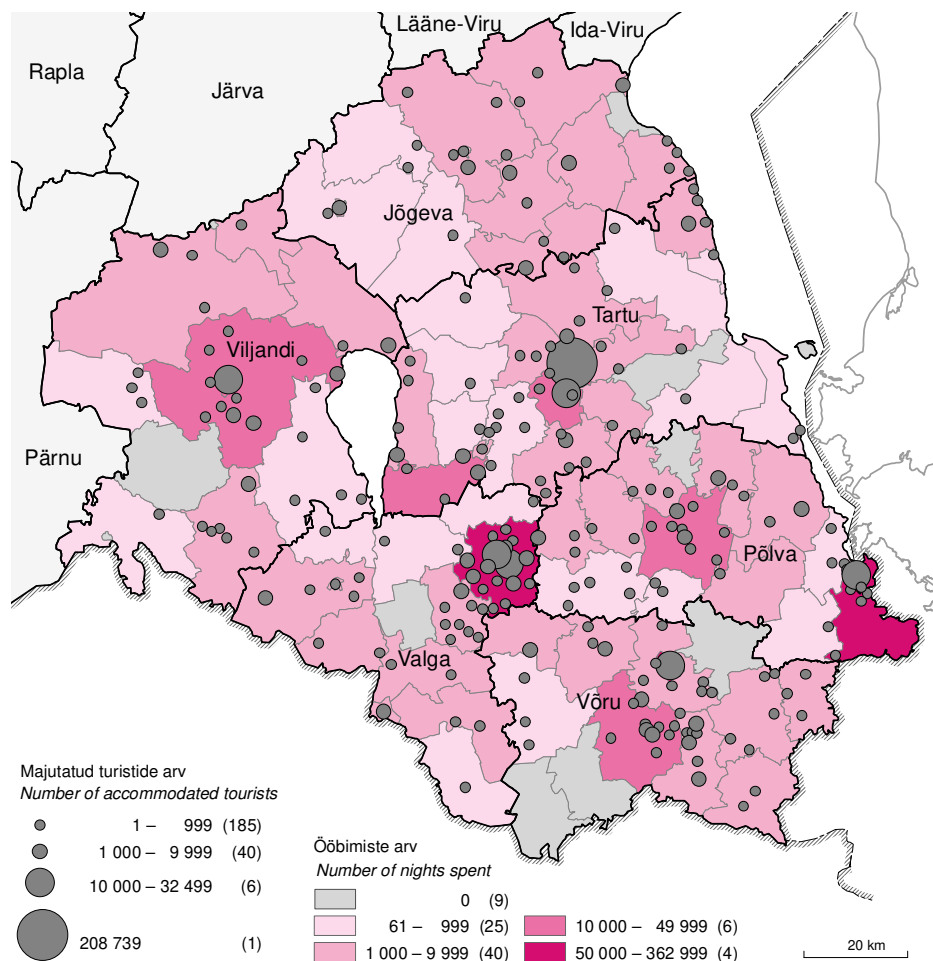 Lääne-Viru
Ida-Viru
Rapla
Järva
Jõgeva
Tartu
Viljandi
Pärnu
Põlva
Valga
Võru
Majutatud turistide arv
Number of accommodated tourists
1 – 999 (185)
1 000 – 9 999 (40)
10 000 – 32 499 (6)
208 739 (1)
Ööbimiste arv
Number of nights spent
0 (9)
61 – 999 (25)
10 000 – 49 999 (6)
1 000 – 9 999 (40)
50 000 – 362 999 (4)
20 km